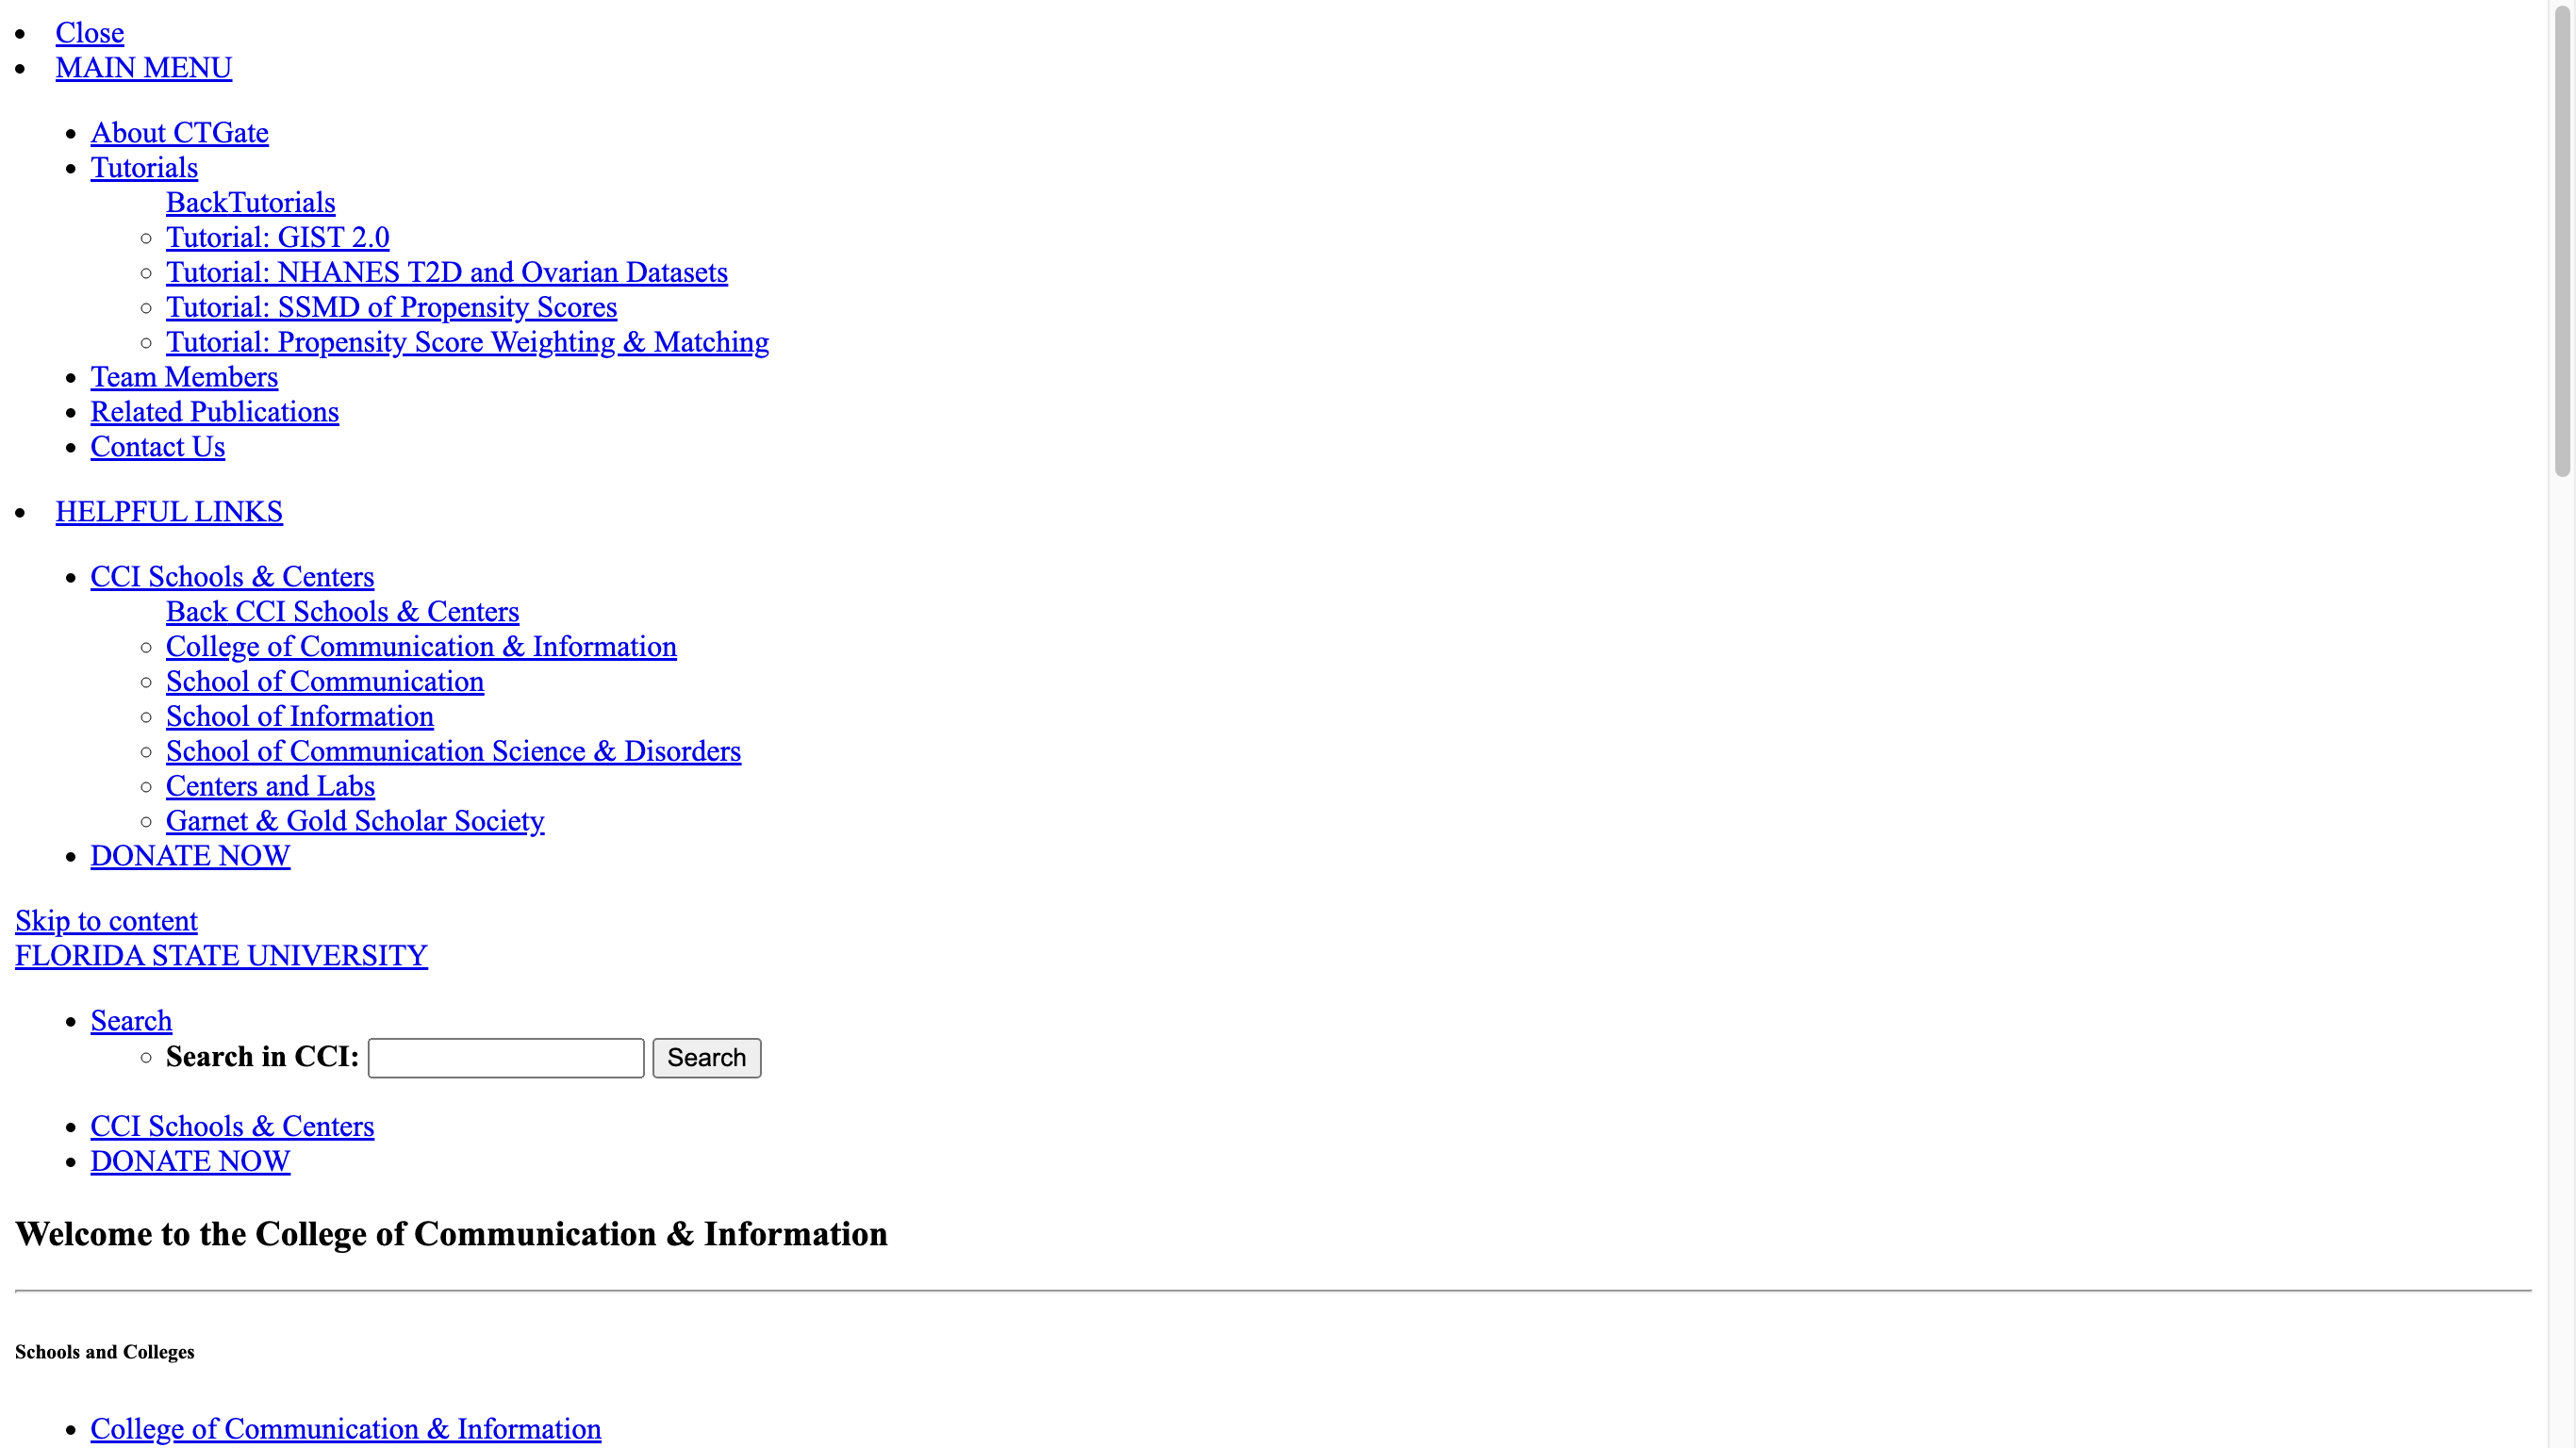 Close
MAIN MENU
About CTGate
Tutorials
BackTutorials
Tutorial: GIST 2.0
Tutorial: NHANES T2D and Ovarian Datasets
Tutorial: SSMD of Propensity Scores
Tutorial: Propensity Score Weighting & Matching
Team Members
Related Publications
Contact Us
HELPFUL LINKS
CCI Schools & Centers
Back CCI Schools & Centers
College of Communication & Information
School of Communication
School of Information
School of Communication Science & Disorders
Centers and Labs
Garnet & Gold Scholar Society
DONATE NOW
Skip to content
FLORIDA STATE UNIVERSITY
Search
Search in CCI: Search
CCI Schools & Centers
DONATE NOW
Welcome to the College of Communication & Information
Schools and Colleges
College of Communication & Information